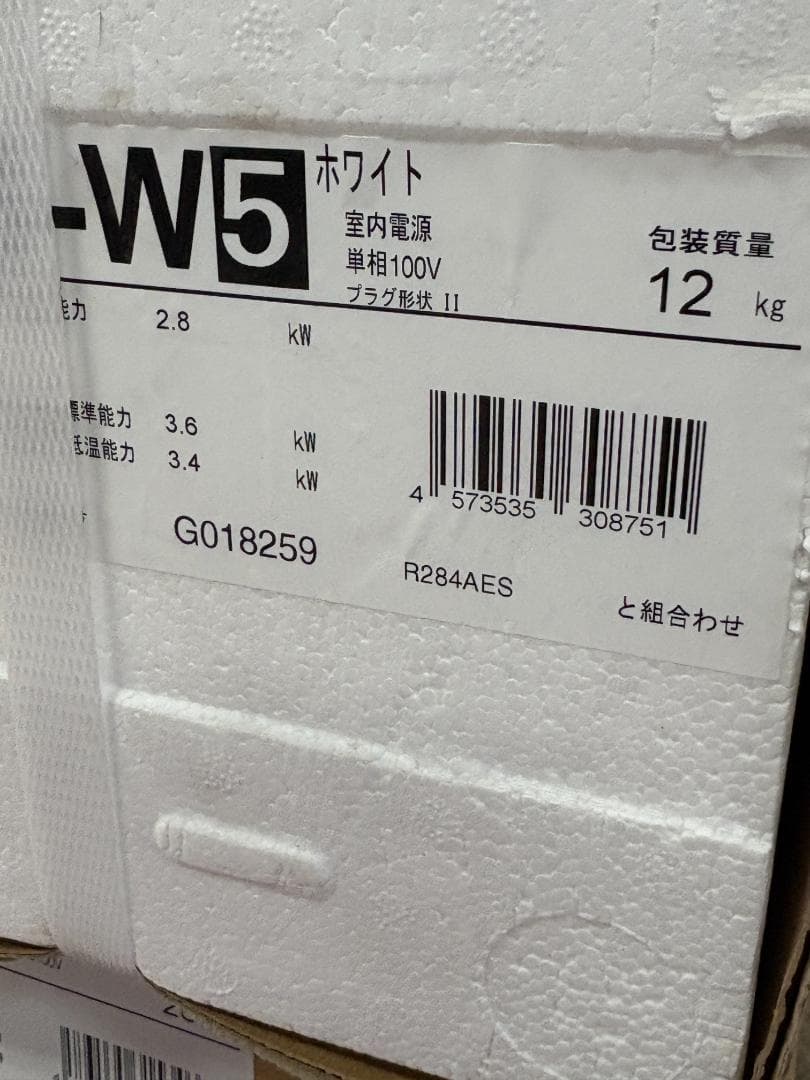 -W5
ホワイト
室内電源
単相100V
プラグ形状 II
包装質量
12 kg
能力 2.8 kW
標準能力 3.6 kW
低温能力 3.4 kW
4 573535 308751
G018259
R284AES
と組合わせ